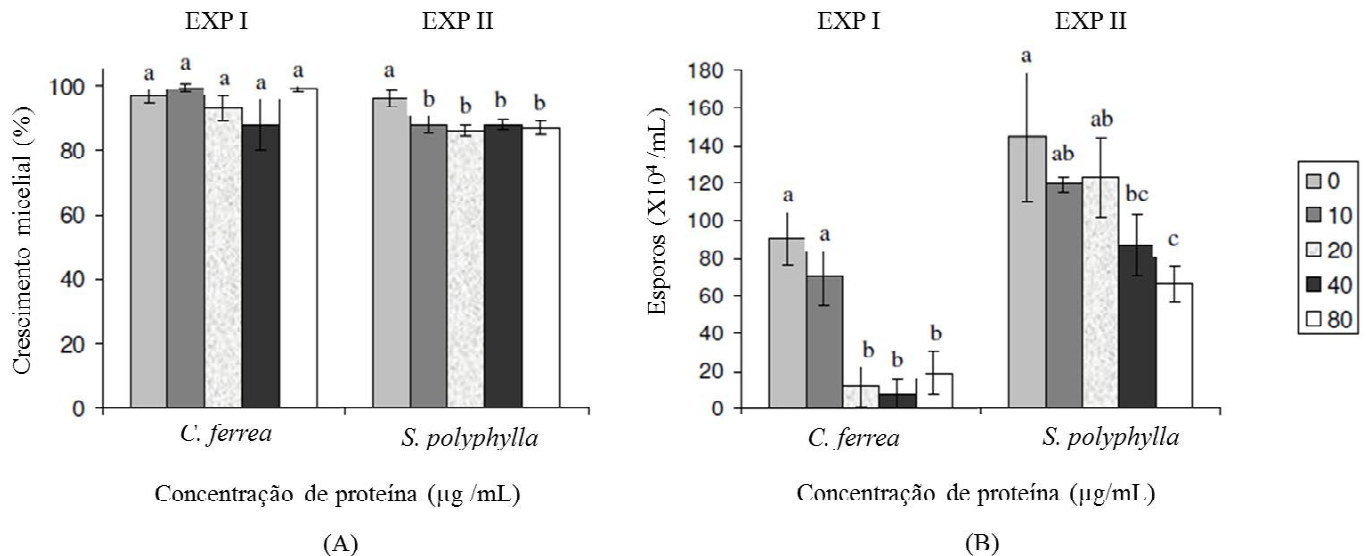 EXP I
EXP II
Crescimento micelial (%)
100
80
60
40
20
0
a
a
a
a
a
a
b
b
b
b
C. ferrea
S. polyphylla
Concentração de proteína (µg /mL)
(A)
EXP I
EXP II
Esporos (X10⁴ /mL)
180
160
140
120
100
80
60
40
20
0
a
a
b
b
b
a
ab
ab
bc
c
C. ferrea
S. polyphylla
Concentração de proteína (µg/mL)
(B)
0
10
20
40
80